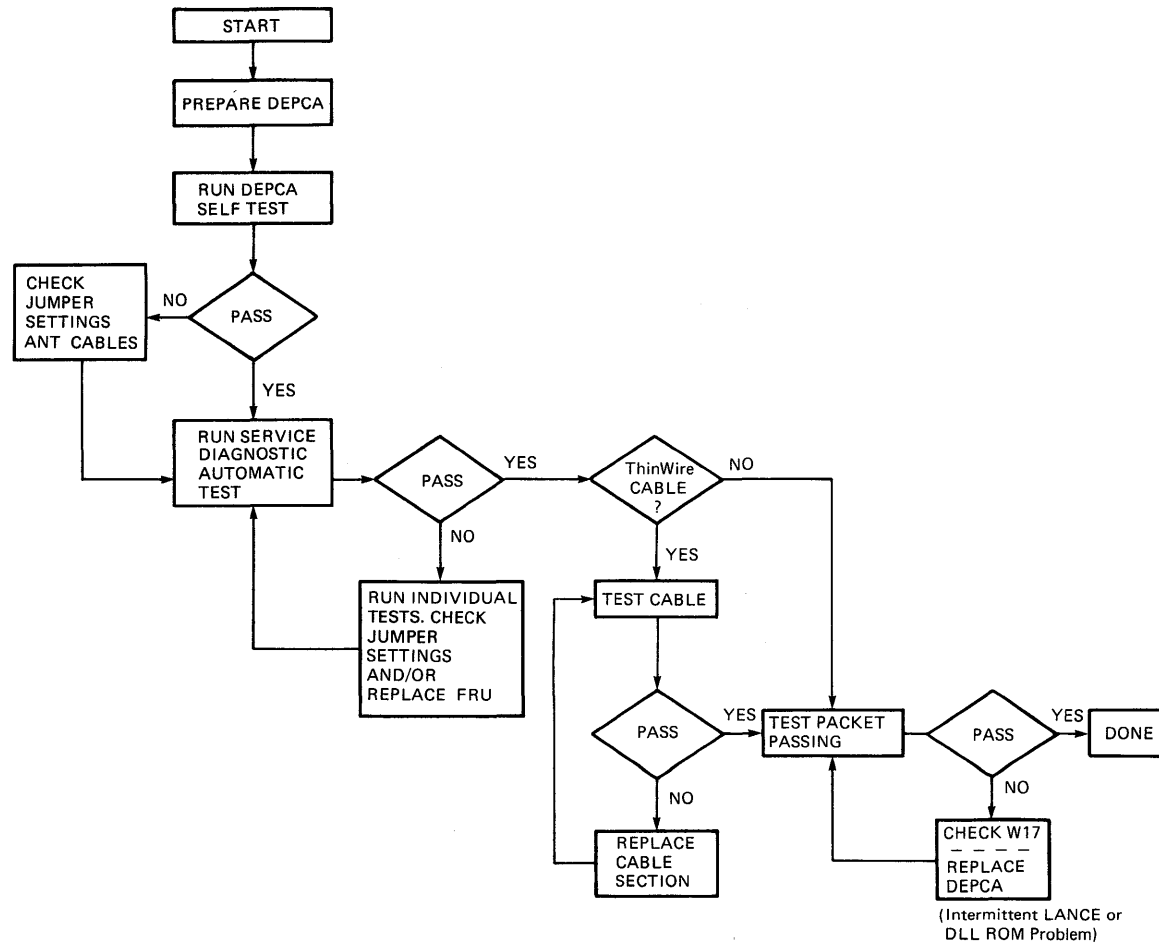 START
PREPARE DEPCA
RUN DEPCA
SELF TEST
PASS
NO
CHECK
JUMPER
SETTINGS
ANT CABLES
YES
RUN SERVICE
DIAGNOSTIC
AUTOMATIC
TEST
PASS
YES
NO
RUN INDIVIDUAL
TESTS. CHECK
JUMPER
SETTINGS
AND/OR
REPLACE FRU
ThinWire
CABLE
?
NO
YES
TEST CABLE
PASS
YES
NO
REPLACE
CABLE
SECTION
TEST PACKET
PASSING
PASS
YES
DONE
NO
CHECK W17
REPLACE
DEPCA
(Intermittent LANCE or
DLL ROM Problem)